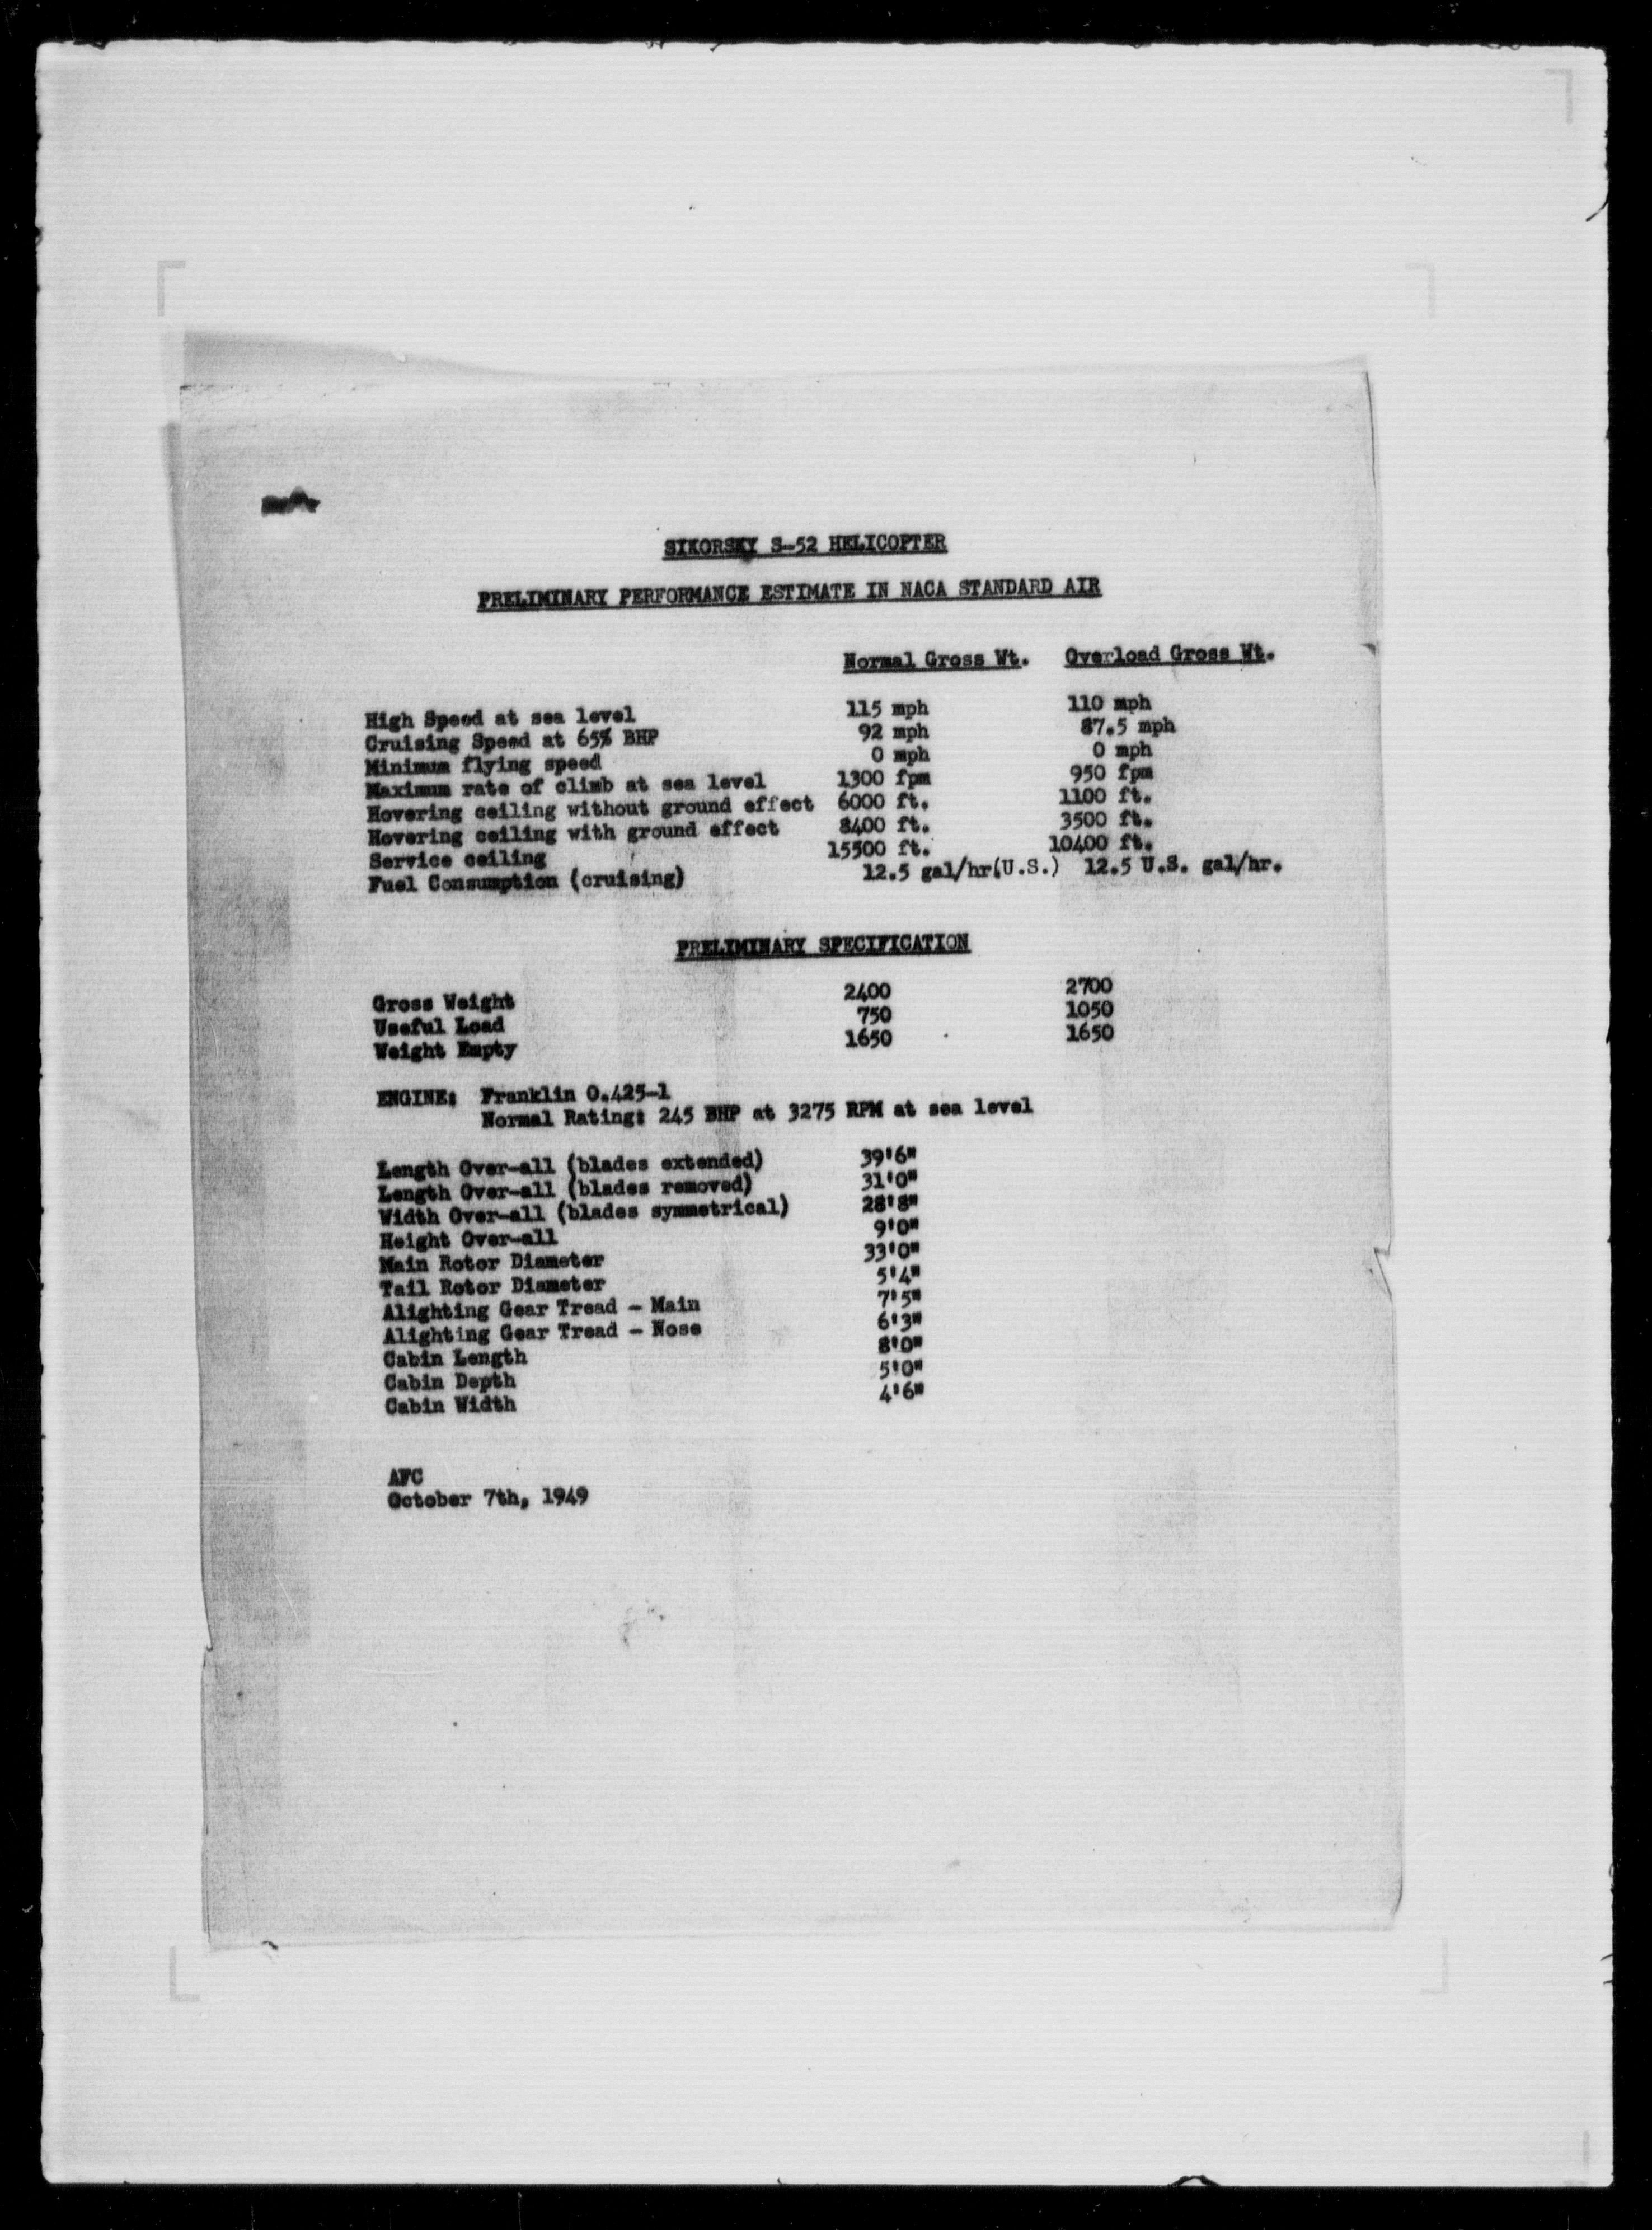 SIKORSKY S-52 HELICOPTER
PRELIMINARY PERFORMANCE ESTIMATE IN NACA STANDARD AIR
Normal Gross Wt. Overload Gross Wt.
High Speed at sea level 115 mph 110 mph
Cruising Speed at 65% BHP 92 mph 87.5 mph
Minimum flying speed 0 mph 0 mph
Maximum rate of climb at sea level 1300 fpm 950 fpm
Hovering ceiling without ground effect 6000 ft. 1100 ft.
Hovering ceiling with ground effect 8400 ft. 3500 ft.
Service ceiling 15500 ft. 10400 ft.
Fuel Consumption (cruising) 12.5 gal/hr(U.S.) 12.5 U.S. gal/hr.
PRELIMINARY SPECIFICATION
Gross Weight 2400 2700
Useful Load 750 1050
Weight Empty 1650 1650
ENGINE: Franklin O.425-1
Normal Rating: 245 BHP at 3275 RPM at sea level
Length Over-all (blades extended) 39'6"
Length Over-all (blades removed) 31'0"
Width Over-all (blades symmetrical) 28'8"
Height Over-all 9'0"
Main Rotor Diameter 33'0"
Tail Rotor Diameter 5'4"
Alighting Gear Tread - Main 7'5"
Alighting Gear Tread - Nose 6'3"
Cabin Length 8'0"
Cabin Depth 5'0"
Cabin Width 4'6"
AFC
October 7th, 1949